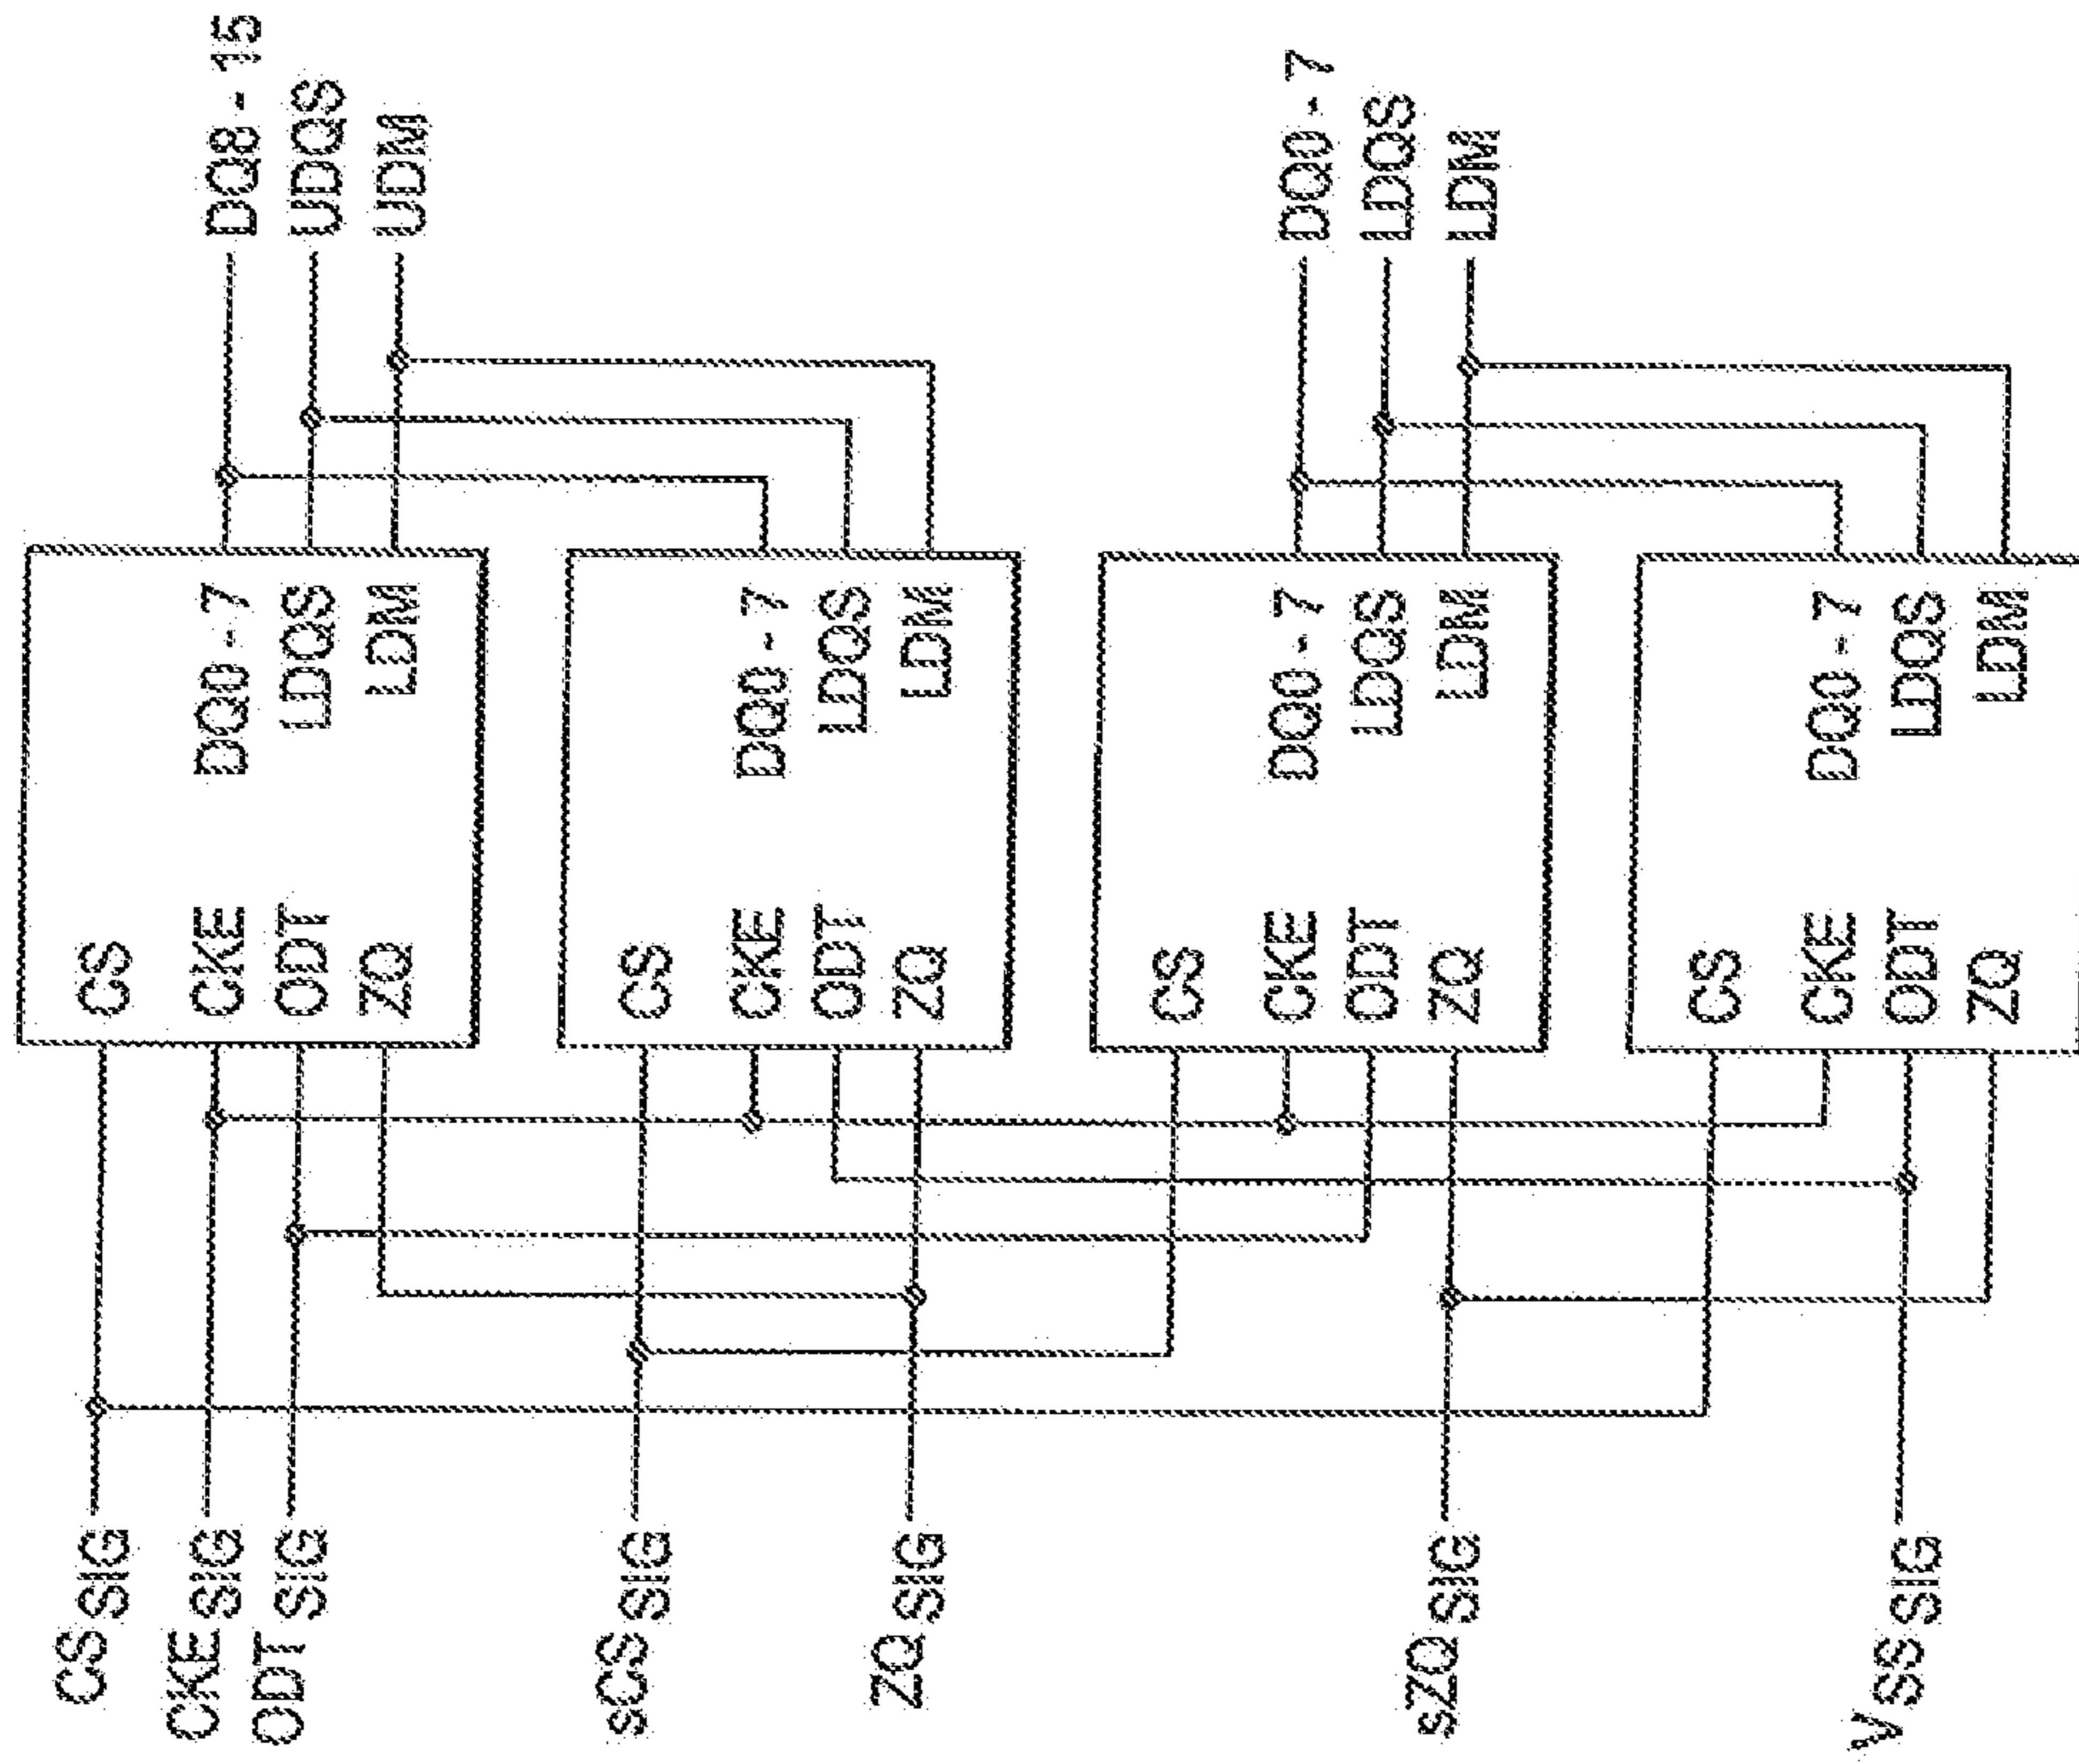 CS SIG CS
CKE SIG CKE DQ0 - 7 DQ8 - 15
ODT SIG ODT LDQS UDQS
ZQ LDM UDM
sCS SIG CS
CKE DQ0 - 7
ODT LDQS
ZQ SIG ZQ LDM
CS
CKE DQ0 - 7 DQ0 - 7
ODT LDQS LDQS
sZQ SIG ZQ LDM LDM
CS
CKE DQ0 - 7
VSS SIG ODT LDQS
ZQ LDM